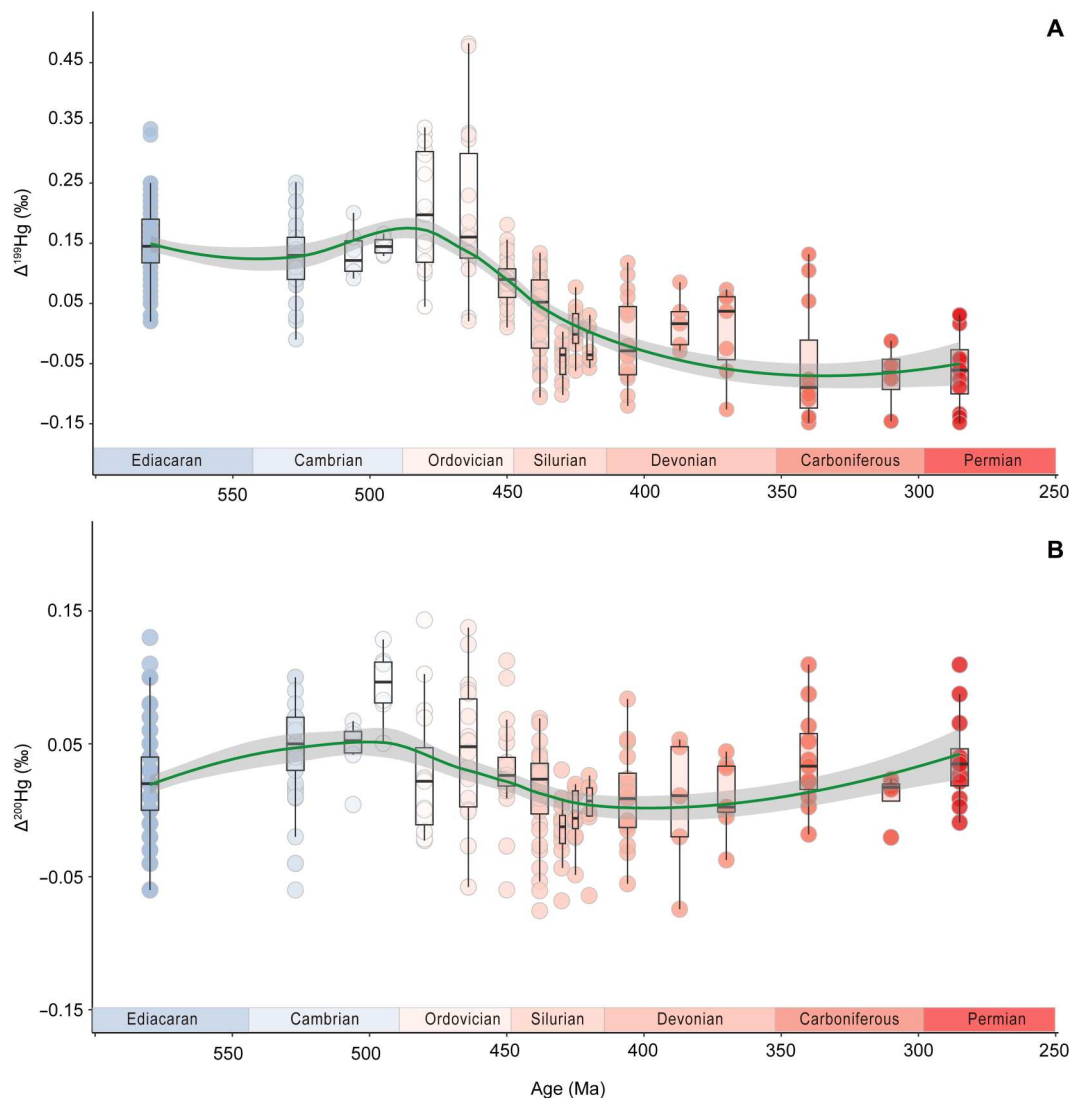 A
0.45
0.35
0.25
0.15
0.05
−0.05
−0.15
Δ¹⁹⁹Hg (‰)
Ediacaran Cambrian Ordovician Silurian Devonian Carboniferous Permian
550 500 450 400 350 300 250
B
0.15
0.05
−0.05
−0.15
Δ²⁰⁰Hg (‰)
Ediacaran Cambrian Ordovician Silurian Devonian Carboniferous Permian
550 500 450 400 350 300 250
Age (Ma)